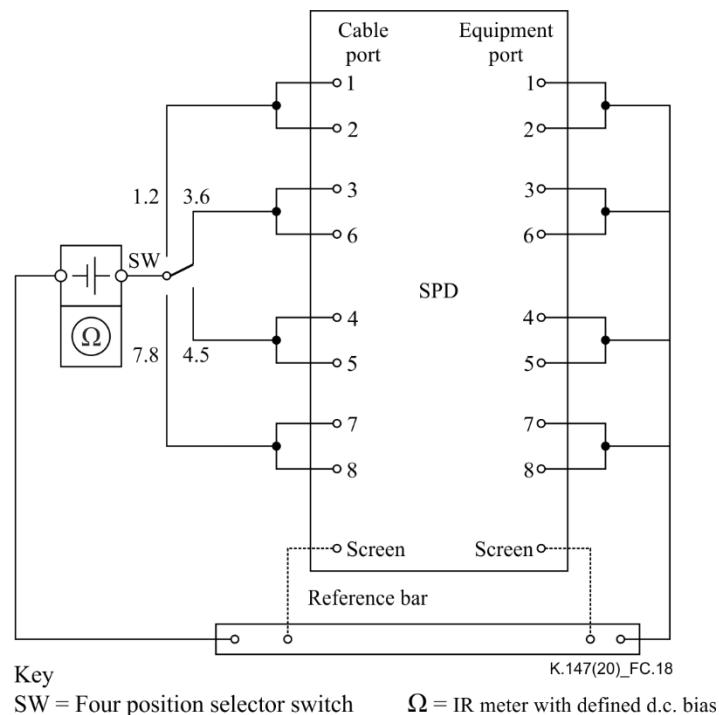 Cable port
Equipment port
1
2
3
6
4
5
7
8
Screen
1
2
3
6
4
5
7
8
Screen
SPD
1.2
3.6
SW
Ω
7.8
4.5
Reference bar
K.147(20)_FC.18
Key
SW = Four position selector switch
Ω = IR meter with defined d.c. bias